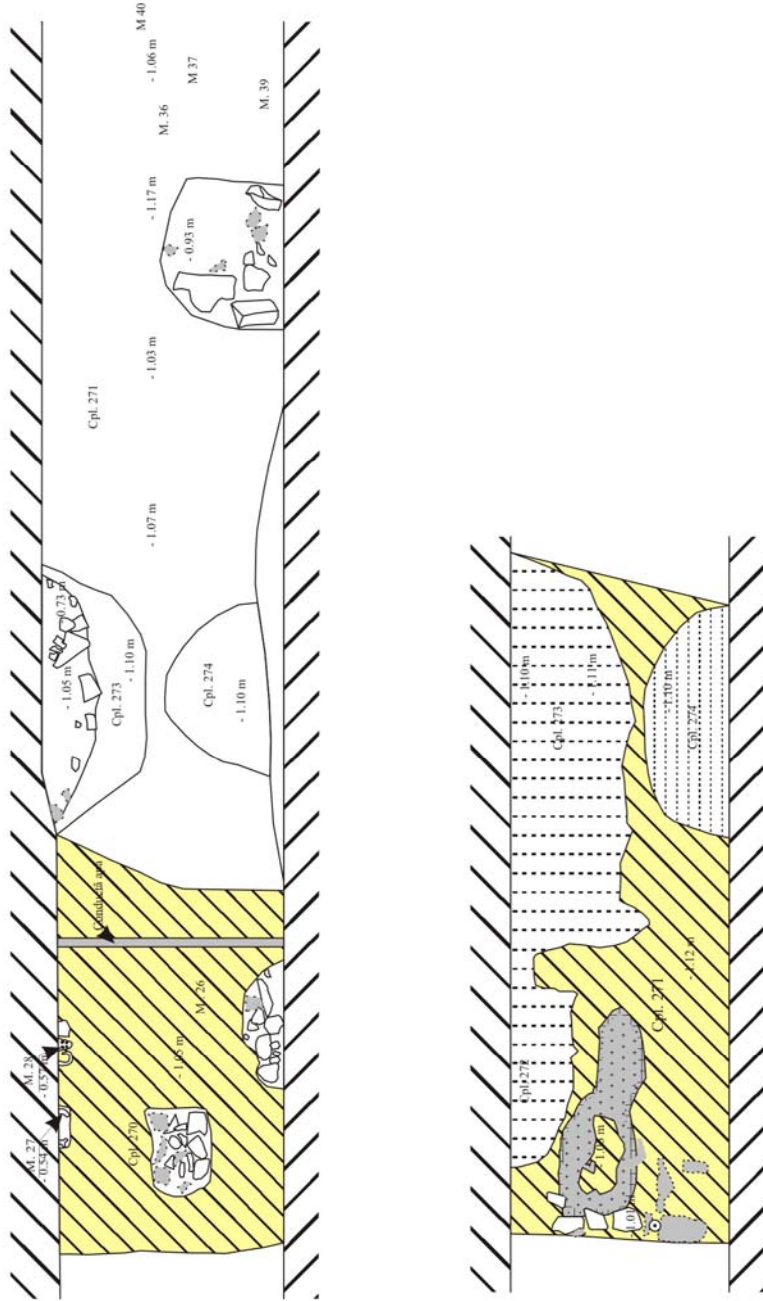 M 40
- 1.06 m
M 37
M. 36
M. 39
- 1.17 m
- 0.93 m
- 1.03 m
Cpl. 271
- 1.07 m
-0.73 m
- 1.05 m
Cpl. 273
- 1.10 m
Cpl. 274
- 1.10 m
Conductă apă
M. 26
- 1.05 m
M. 28
- 0.57 m
M. 27
- 0.54 m
Cpl. 270
- 1.10 m
Cpl. 273
- 1.11 m
- 1.10 m
Cpl. 274
- 1.12 m
Cpl. 271
Cpl. 272